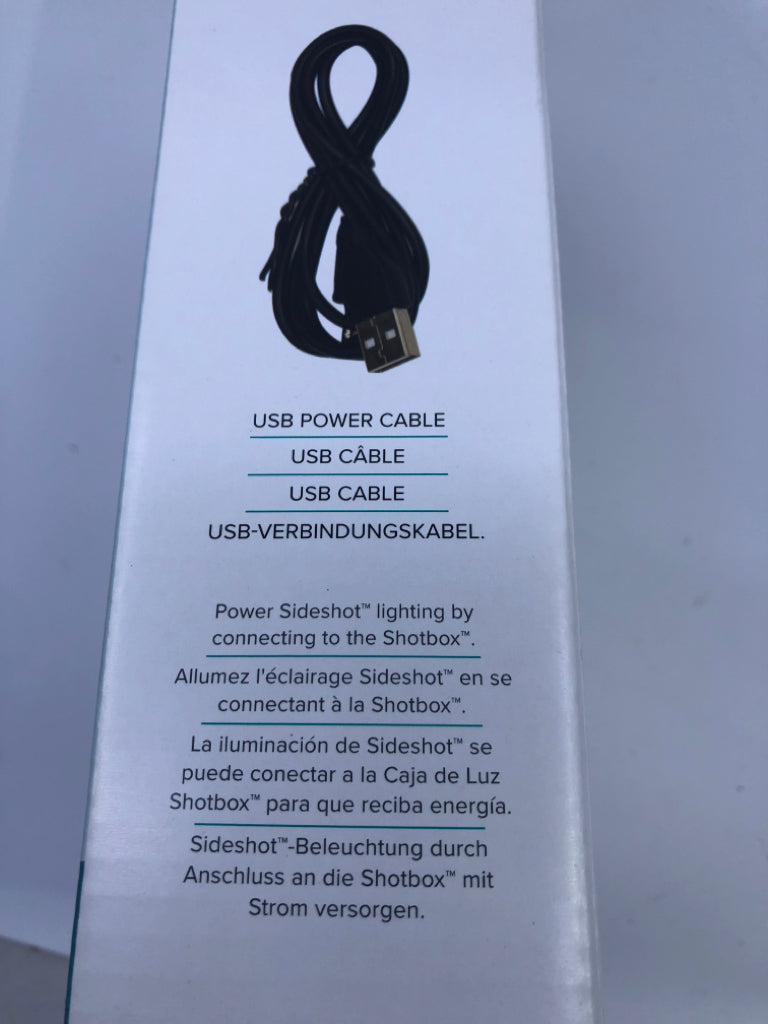 USB POWER CABLE
USB CÂBLE
USB CABLE
USB-VERBINDUNGSKABEL.
Power Sideshot™ lighting by
connecting to the Shotbox™.
Allumez l'éclairage Sideshot™ en se
connectant à la Shotbox™.
La iluminación de Sideshot™ se
puede conectar a la Caja de Luz
Shotbox™ para que reciba energía.
Sideshot™-Beleuchtung durch
Anschluss an die Shotbox™ mit
Strom versorgen.